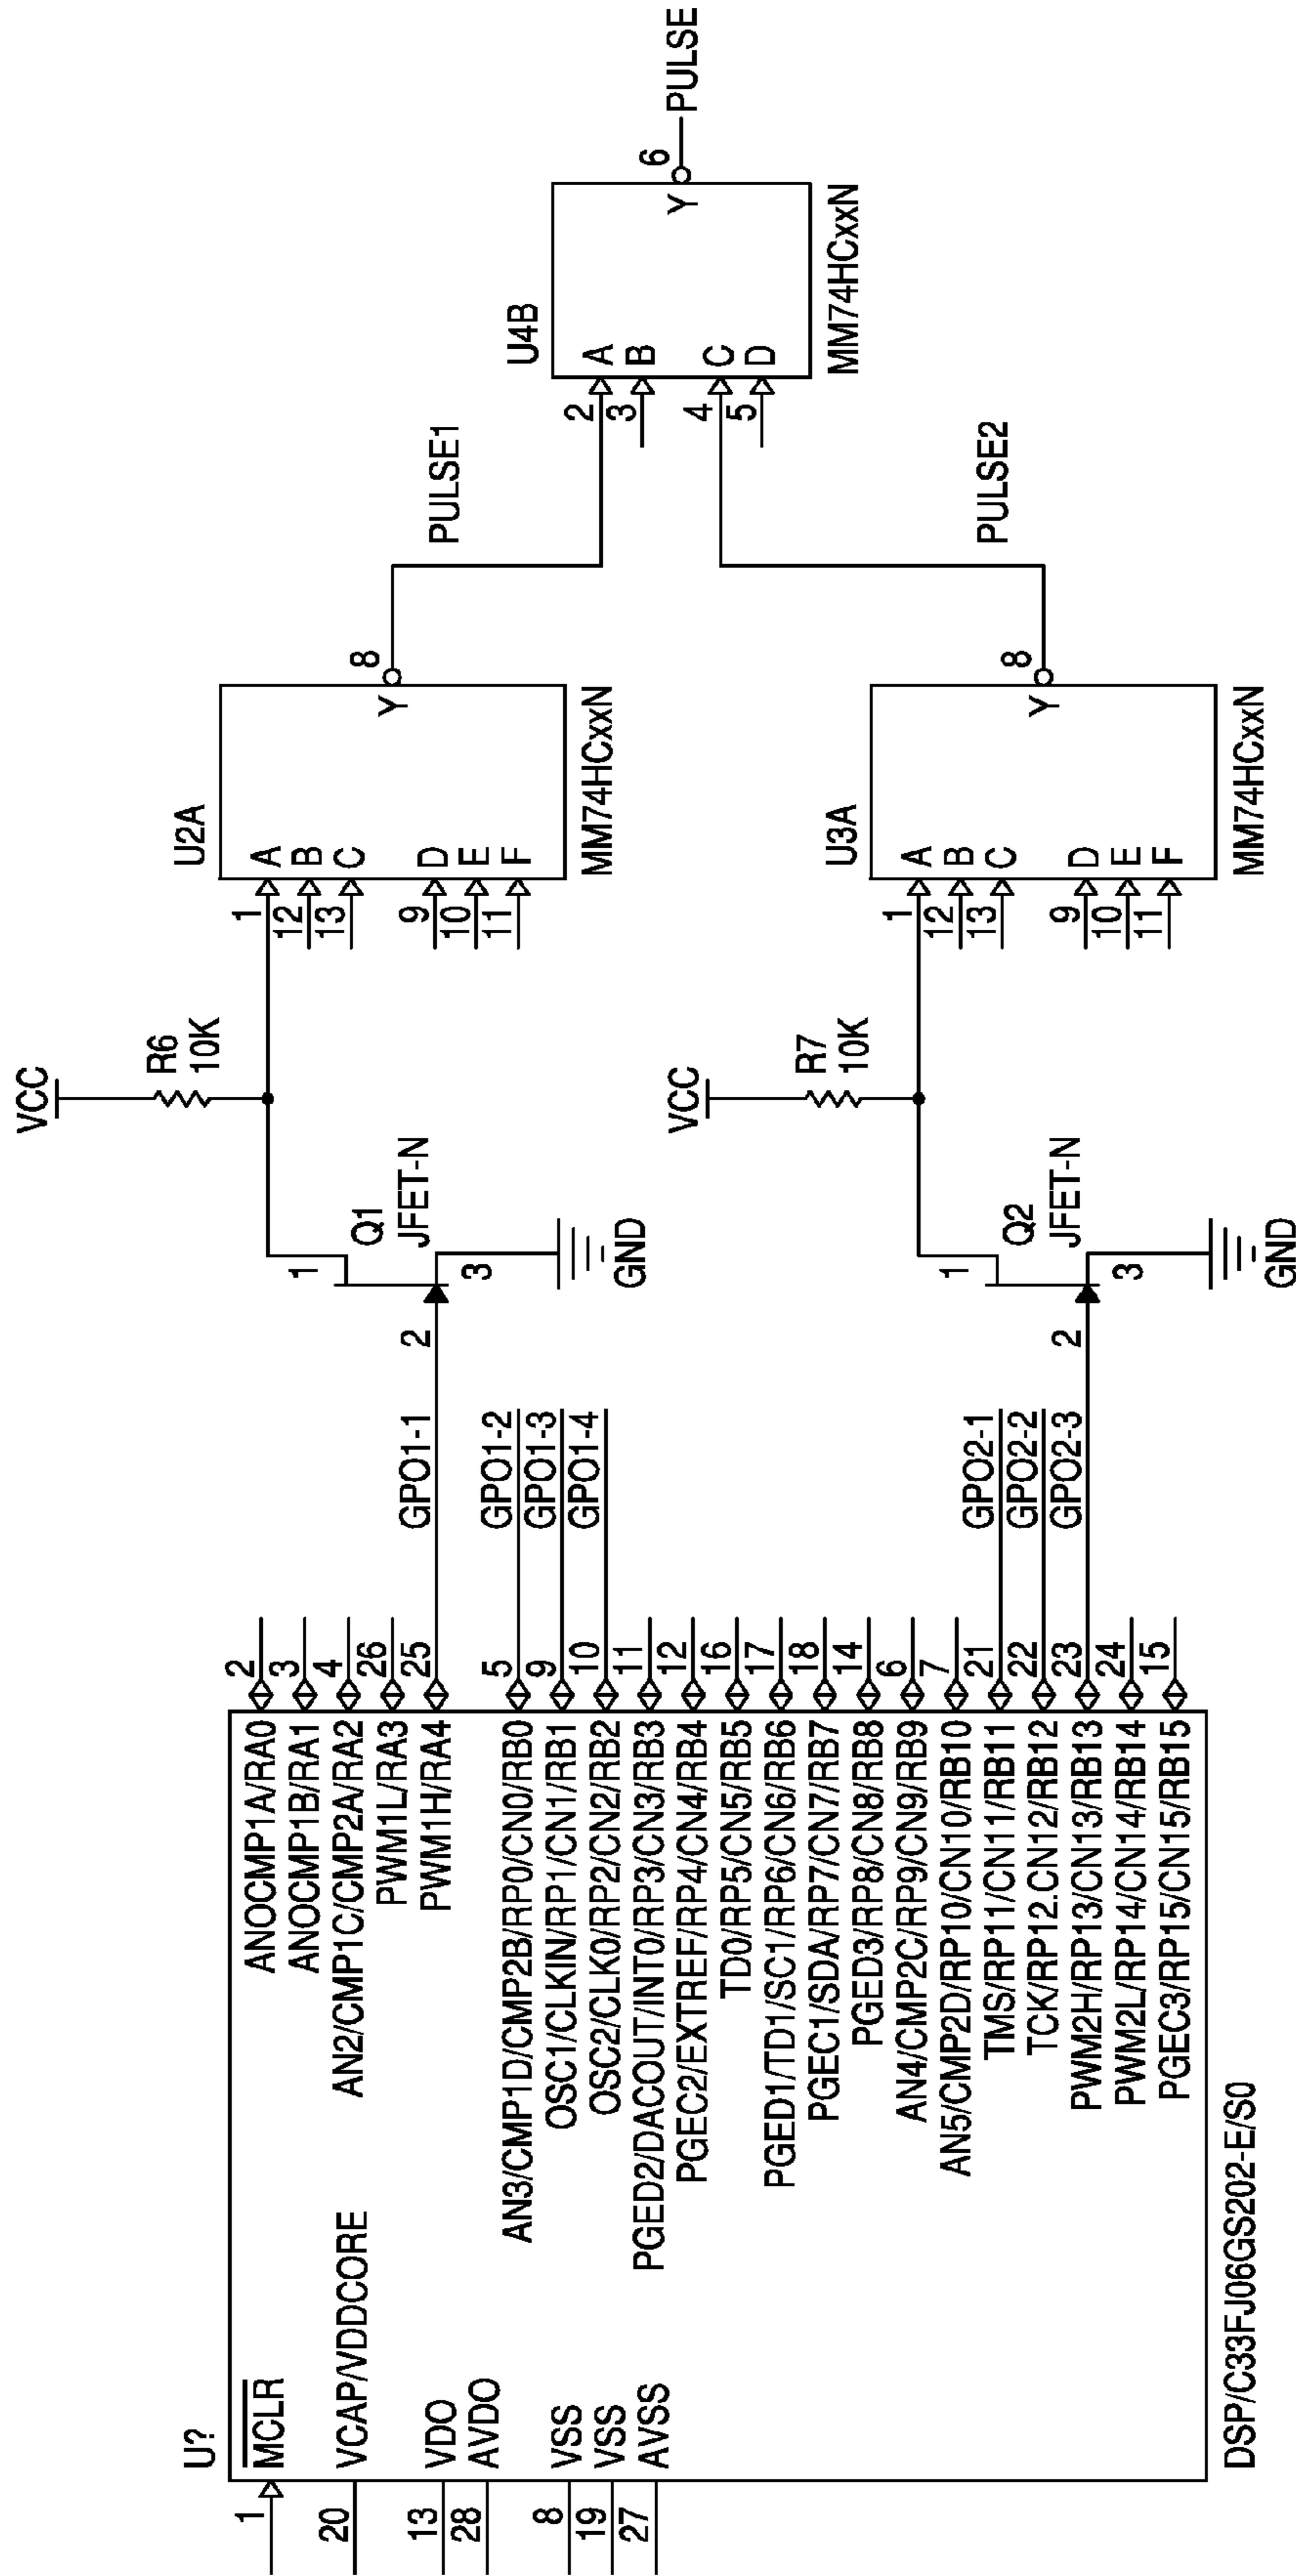 U?
1
MCLR
20
VCAP/VDDCORE
13
VDO
28
AVDO
8
VSS
19
VSS
27
AVSS
ANOCMP1A/RA0
2
ANOCMP1B/RA1
3
AN2/CMP1C/CMP2A/RA2
4
PWM1L/RA3
26
PWM1H/RA4
25
GPO1-1
AN3/CMP1D/CMP2B/RP0/CN0/RB0
5
GPO1-2
OSC1/CLKIN/RP1/CN1/RB1
9
GPO1-3
OSC2/CLK0/RP2/CN2/RB2
10
GPO1-4
PGED2/DACOUT/INT0/RP3/CN3/RB3
11
PGEC2/EXTREF/RP4/CN4/RB4
12
TD0/RP5/CN5/RB5
16
PGED1/TD1/SC1/RP6/CN6/RB6
17
PGEC1/SDA/RP7/CN7/RB7
18
PGED3/RP8/CN8/RB8
14
AN4/CMP2C/RP9/CN9/RB9
6
AN5/CMP2D/RP10/CN10/RB10
7
TMS/RP11/CN11/RB11
21
GPO2-1
TCK/RP12.CN12/RB12
22
GPO2-2
PWM2H/RP13/CN13/RB13
23
GPO2-3
PWM2L/RP14/CN14/RB14
24
PGEC3/RP15/CN15/RB15
15
DSP/C33FJ06GS202-E/S0
VCC
R6
10K
1
Q1
JFET-N
2
3
GND
VCC
R7
10K
1
Q2
JFET-N
2
3
GND
U2A
1
A
12
B
13
C
9
D
10
E
11
F
Y
8
MM74HCxxN
PULSE1
U3A
1
A
12
B
13
C
9
D
10
E
11
F
Y
8
MM74HCxxN
PULSE2
U4B
2
A
3
B
4
C
5
D
Y
6
PULSE
MM74HCxxN